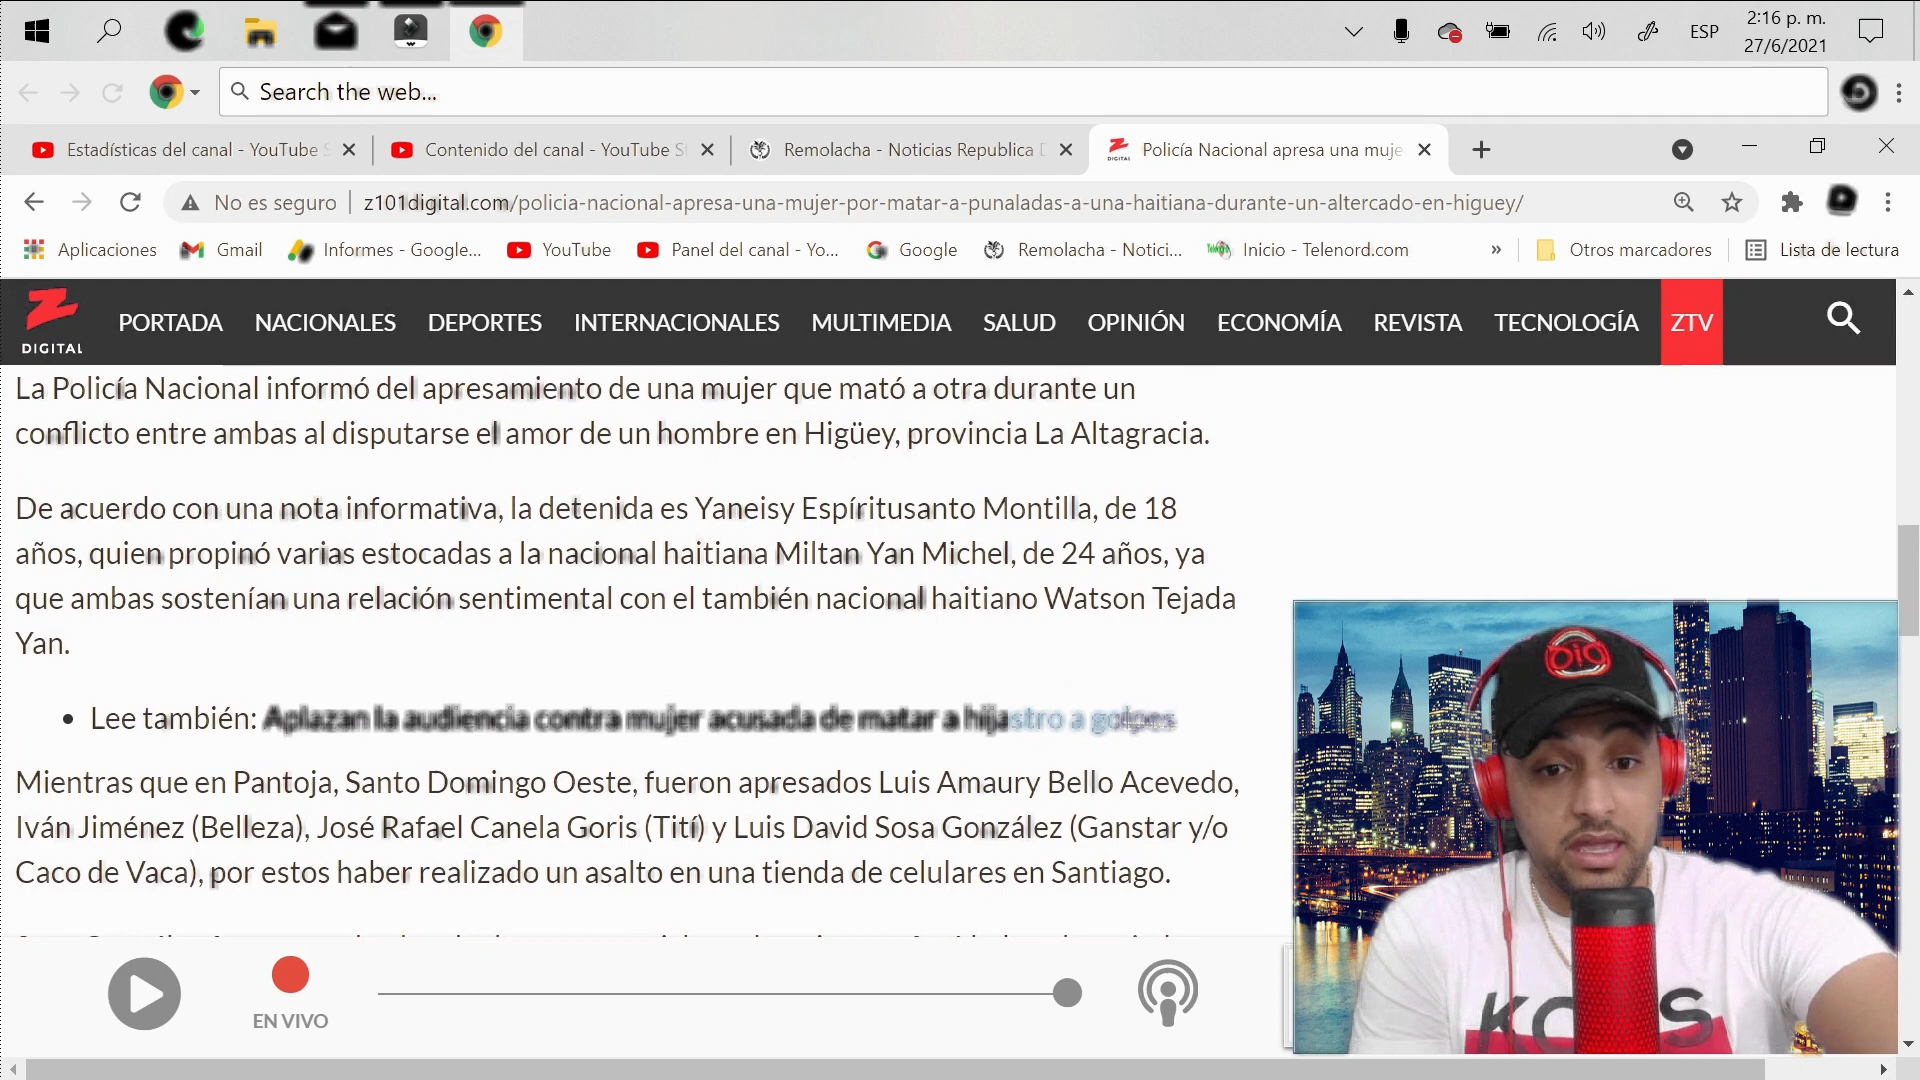 2:16 p. m.
ESP
27/6/2021
Search the web...
Estadísticas del canal - YouTube S
Contenido del canal - YouTube St
Remolacha - Noticias Republica D
Policía Nacional apresa una muje
No es seguro
z101digital.com/policia-nacional-apresa-una-mujer-por-matar-a-punaladas-a-una-haitiana-durante-un-altercado-en-higuey/
Aplicaciones
Gmail
Informes - Google...
YouTube
Panel del canal - Yo...
Google
Remolacha - Notici...
Inicio - Telenord.com
»
Otros marcadores
Lista de lectura
Z DIGITAL
PORTADA NACIONALES DEPORTES INTERNACIONALES MULTIMEDIA SALUD OPINIÓN ECONOMÍA REVISTA TECNOLOGÍA ZTV
La Policía Nacional informó del apresamiento de una mujer que mató a otra durante un
conflicto entre ambas al disputarse el amor de un hombre en Higüey, provincia La Altagracia.
De acuerdo con una nota informativa, la detenida es Yaneisy Espíritusanto Montilla, de 18
años, quien propinó varias estocadas a la nacional haitiana Miltan Yan Michel, de 24 años, ya
que ambas sostenían una relación sentimental con el también nacional haitiano Watson Tejada
Yan.
• Lee también: Aplazan la audiencia contra mujer acusada de matar a hijastro a golpes
Mientras que en Pantoja, Santo Domingo Oeste, fueron apresados Luis Amaury Bello Acevedo,
Iván Jiménez (Belleza), José Rafael Canela Goris (Tití) y Luis David Sosa González (Ganstar y/o
Caco de Vaca), por estos haber realizado un asalto en una tienda de celulares en Santiago.
EN VIVO